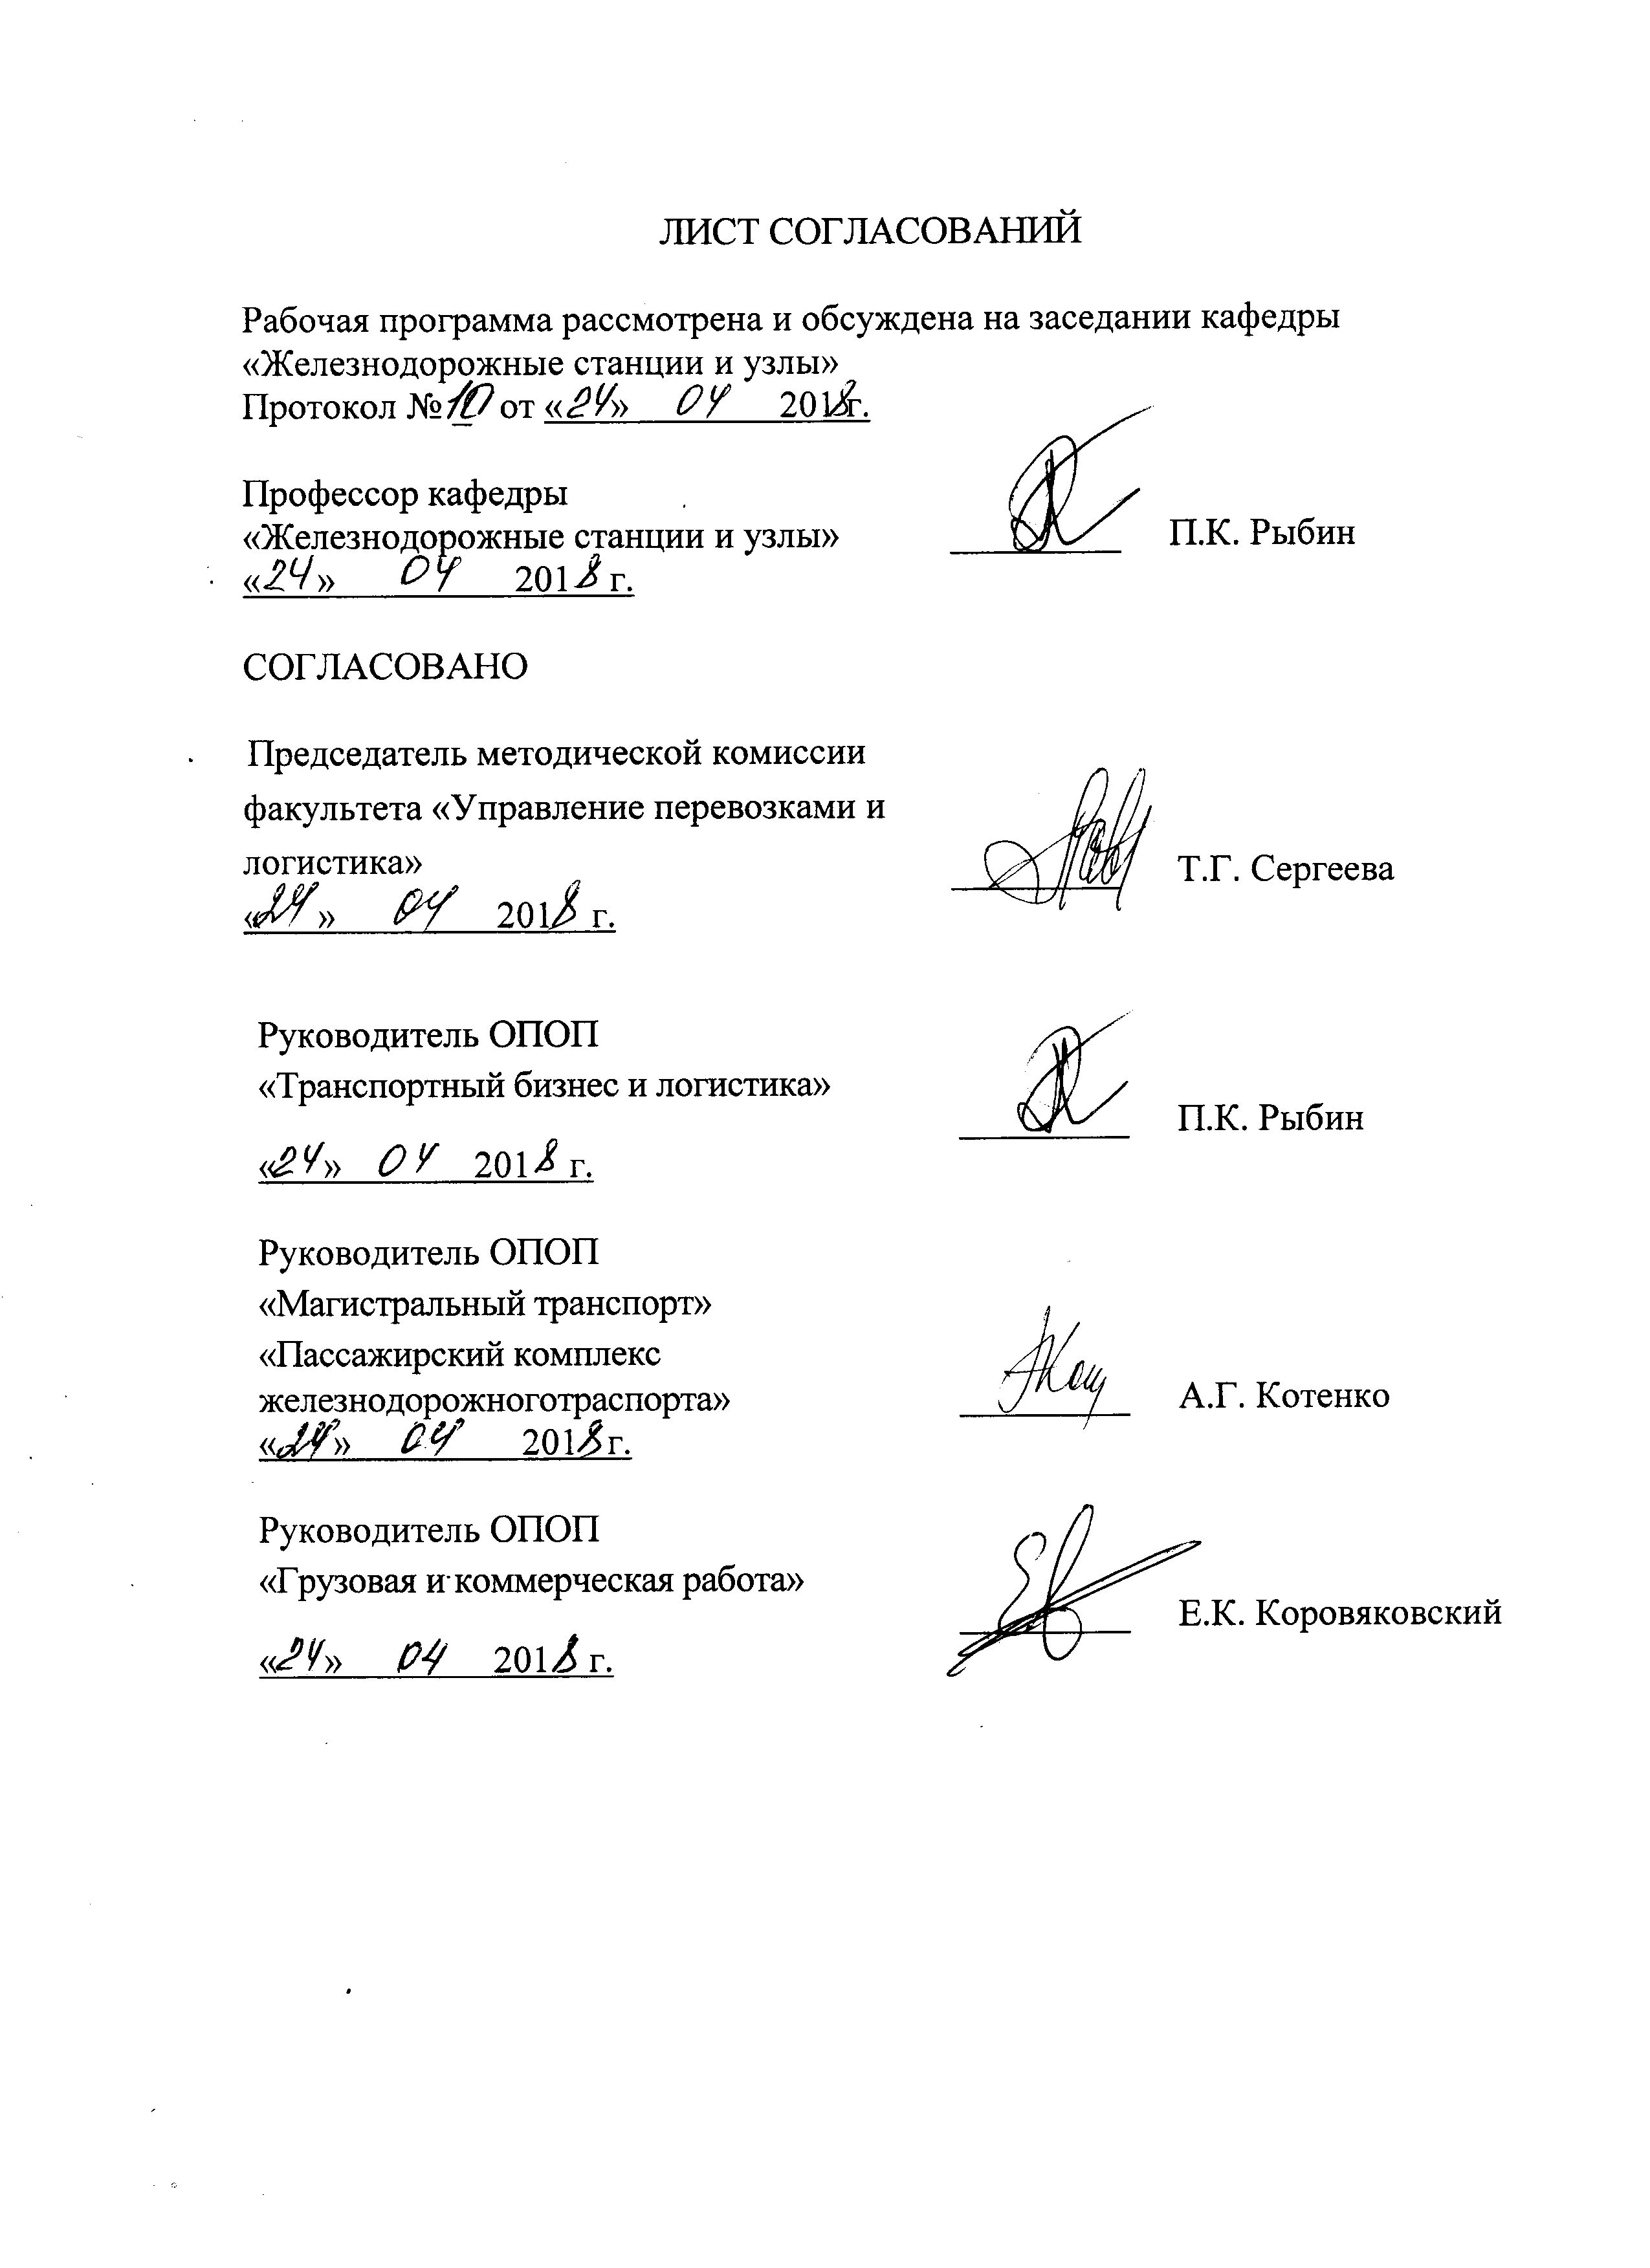 ЛИСТ СОГЛАСОВАНИЙ
Рабочая программа рассмотрена и обсуждена на заседании кафедры
«Железнодорожные станции и узлы»
Протокол №10 от «24» 04 2018г.
Профессор кафедры
«Железнодорожные станции и узлы» П.К. Рыбин
«24» 04 2018 г.
СОГЛАСОВАНО
Председатель методической комиссии
факультета «Управление перевозками и
логистика» Т.Г. Сергеева
«24» 04 2018 г.
Руководитель ОПОП
«Транспортный бизнес и логистика»
П.К. Рыбин
«24» 04 2018 г.
Руководитель ОПОП
«Магистральный транспорт»
«Пассажирский комплекс
железнодорожноготраспорта» А.Г. Котенко
«24» 04 2018г.
Руководитель ОПОП
«Грузовая и коммерческая работа»
Е.К. Коровяковский
«24» 04 2018 г.